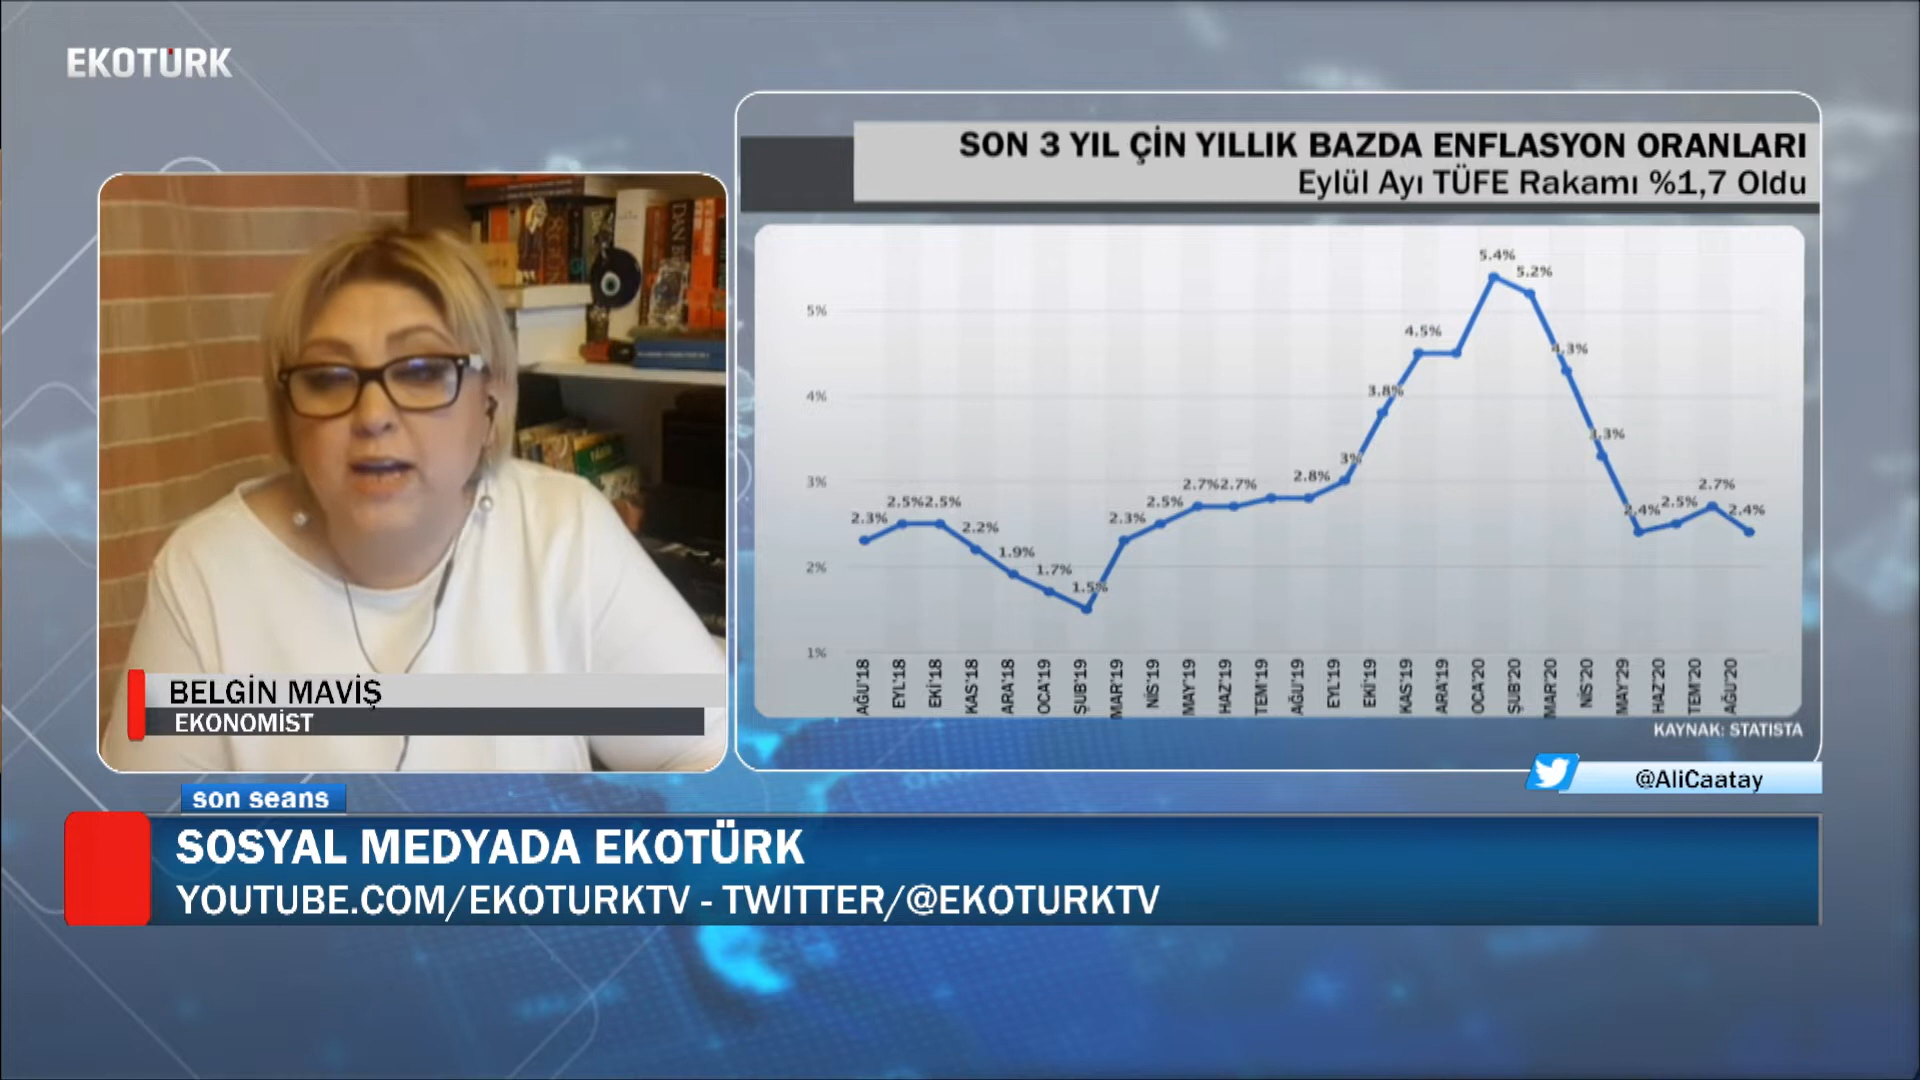 EKOTÜRK
SON 3 YIL ÇİN YILLIK BAZDA ENFLASYON ORANLARI
Eylül Ayı TÜFE Rakamı %1,7 Oldu
5.4%
5.2%
5%
4.5%
4.3%
4%
3.8%
3.3%
3%
3%
2.8%
2.7% 2.7%
2.7%
2.5% 2.5%
2.5%
2.5%
2.4%
2.4%
2.3%
2.3%
2.2%
2%
1.9%
1.7%
1.5%
1%
AĞU'18 EYL'18 EKİ'18 KAS'18 ARA'18 OCA'19 ŞUB'19 MAR'19 NİS'19 MAY'19 HAZ'19 TEM'19 AĞU'19 EYL'19 EKİ'19 KAS'19 ARA'19 OCA'20 ŞUB'20 MAR'20 NİS'20 MAY'29 HAZ'20 TEM'20 AĞU'20
KAYNAK: STATISTA
@AliCaatay
DAN
BELGİN MAVİŞ
EKONOMİST
son seans
SOSYAL MEDYADA EKOTÜRK
YOUTUBE.COM/EKOTURKTV - TWITTER/@EKOTURKTV